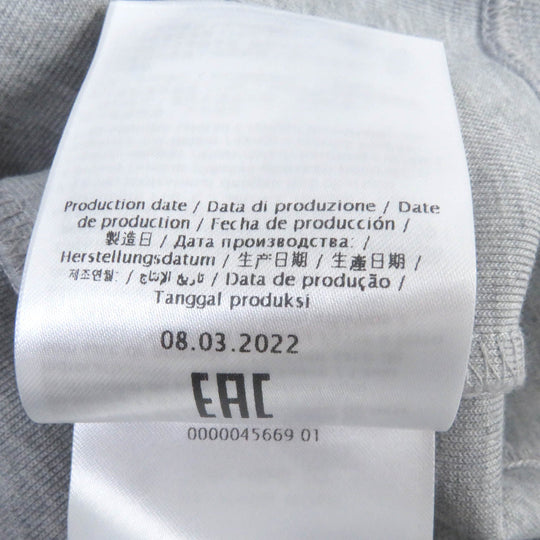 Production date / Data di produzione / Date
de production / Fecha de producción /
製造日 / Дата производства: /
Herstellungsdatum / 生产日期 / 生產日期 /
제조연월: / تاريخ الإنتاج / Data de produção /
Tanggal produksi
08.03.2022
EAC
0000045669 01